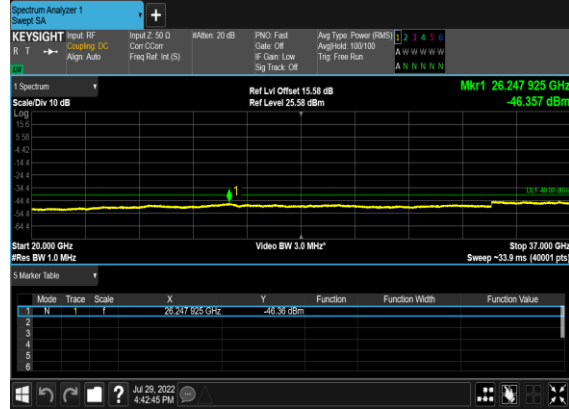 Spectrum Analyzer 1
Swept SA
+
KEYSIGHT Input: RF Input Z: 50 Ω #Atten: 20 dB PNO: Fast Avg Type: Power (RMS) 1 2 3 4 5 6
R T Coupling: DC Corr CCorr Gate: Off Avg|Hold: 100/100 A W W W W W
Align: Auto Freq Ref: Int (S) IF Gain: Low Trig: Free Run
Sig Track: Off A N N N N N
1 Spectrum Ref Lvl Offset 15.58 dB Mkr1 26.247 925 GHz
Scale/Div 10 dB Ref Level 25.58 dBm -46.357 dBm
Log
15.6
5.58
-4.42
-14.4
-24.4
-34.4 1 DL1 -40.00 dBm
-44.4
-54.4
-64.4
Start 20.000 GHz Video BW 3.0 MHz* Stop 37.000 GHz
#Res BW 1.0 MHz Sweep ~33.9 ms (40001 pts)
5 Marker Table
Mode Trace Scale X Y Function Function Width Function Value
1 N 1 f 26.247 925 GHz -46.36 dBm
2
3
4
5
6
? Jul 29, 2022
4:42:45 PM